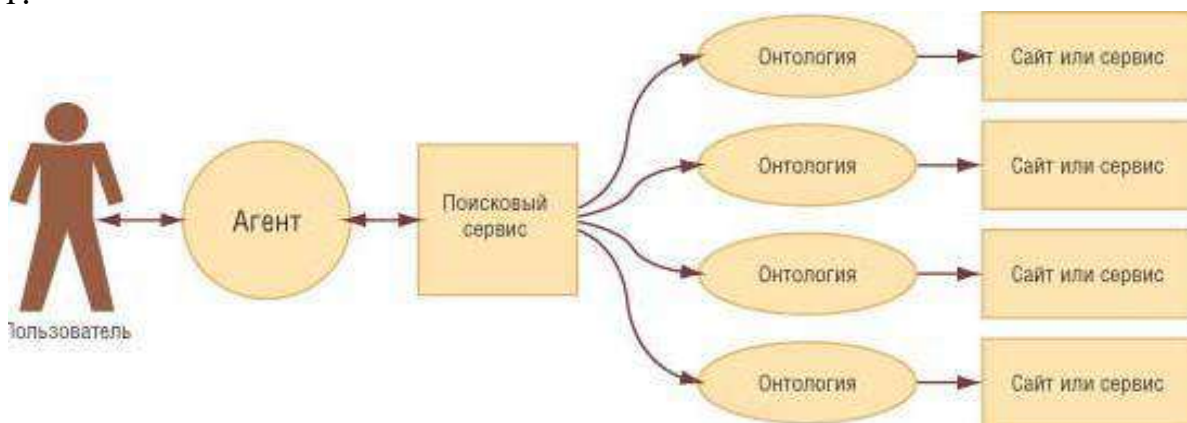 Онтология
Сайт или сервис
Онтология
Сайт или сервис
Агент
Поисковый
сервис
Онтология
Сайт или сервис
Пользователь
Онтология
Сайт или сервис